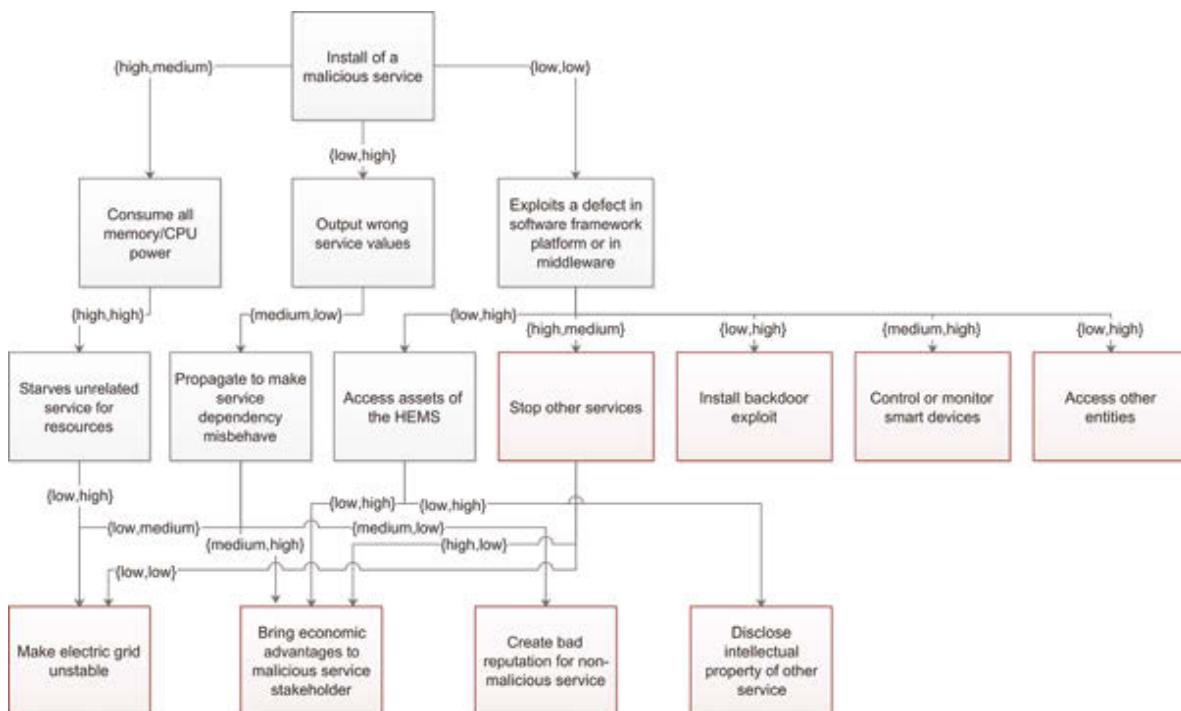 Install of a
malicious service
{high,medium}
{low,low}
{low,high}
Consume all
memory/CPU
power
Output wrong
service values
Exploits a defect in
software framework
platform or in
middleware
{high,high}
{medium,low}
{low,high}
{high,medium}
{low,high}
{medium,high}
{low,high}
Starves unrelated
service for
resources
Propagate to make
service
dependency
misbehave
Access assets
of the HEMS
Stop other services
Install backdoor
exploit
Control or monitor
smart devices
Access other
entities
{low,high}
{low,high}
{low,high}
{low,medium}
{medium,low}
{medium,high}
{high,low}
{low,low}
Make electric grid
unstable
Bring economic
advantages to
malicious service
stakeholder
Create bad
reputation for non-
malicious service
Disclose
intellectual
property of other
service